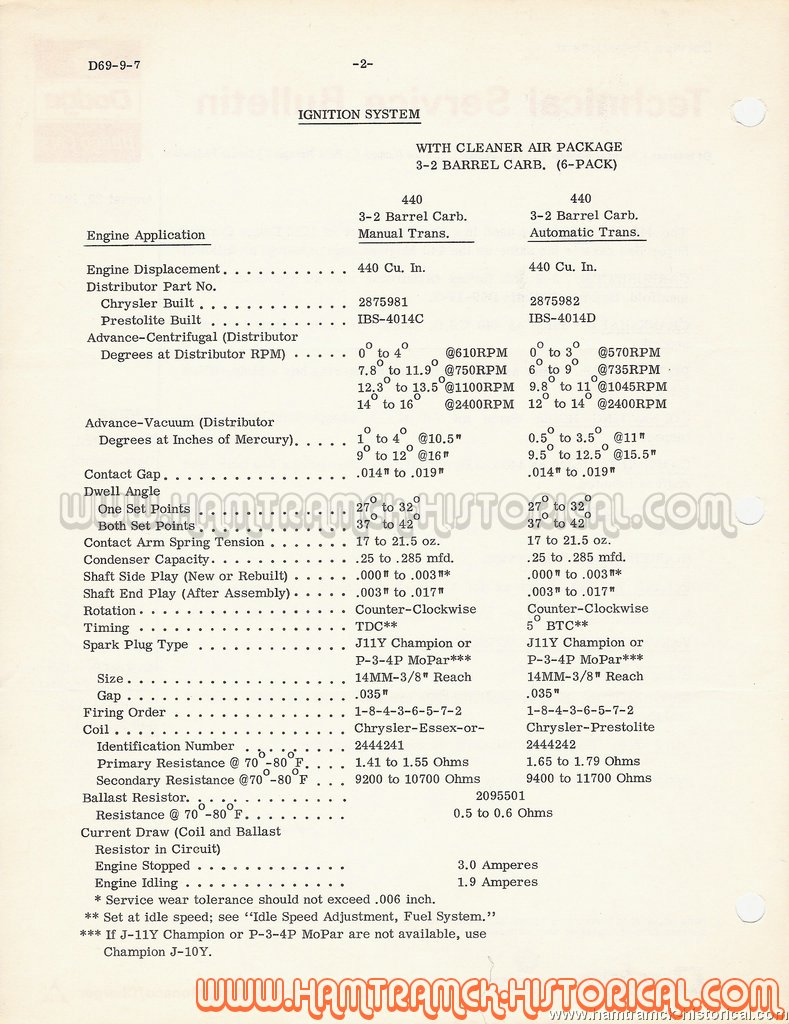 D69-9-7 -2-
IGNITION SYSTEM
WITH CLEANER AIR PACKAGE
3-2 BARREL CARB. (6-PACK)
440 440
3-2 Barrel Carb. 3-2 Barrel Carb.
Engine Application Manual Trans. Automatic Trans.
Engine Displacement. . . . . . . . . . . . 440 Cu. In. 440 Cu. In.
Distributor Part No.
Chrysler Built . . . . . . . . . . . . . . 2875981 2875982
Prestolite Built . . . . . . . . . . . . . IBS-4014C IBS-4014D
Advance-Centrifugal (Distributor
Degrees at Distributor RPM) . . . . . 0° to 4° @610RPM 0° to 3° @570RPM
7.8° to 11.9° @750RPM 6° to 9° @735RPM
12.3° to 13.5°@1100RPM 9.8° to 11°@1045RPM
14° to 16° @2400RPM 12° to 14° @2400RPM
Advance-Vacuum (Distributor
Degrees at Inches of Mercury). . . . . 1° to 4° @10.5" 0.5° to 3.5° @11"
9° to 12° @16" 9.5° to 12.5° @15.5"
Contact Gap. . . . . . . . . . . . . . . . . .014" to .019" .014" to .019"
Dwell Angle
WWW.HAMTRAMCK-HISTORICAL.COM
One Set Points . . . . . . . . . . . . . . 27° to 32° 27° to 32°
Both Set Points . . . . . . . . . . . . . . 37° to 42° 37° to 42°
Contact Arm Spring Tension . . . . . . . . 17 to 21.5 oz. 17 to 21.5 oz.
Condenser Capacity. . . . . . . . . . . . . .25 to .285 mfd. .25 to .285 mfd.
Shaft Side Play (New or Rebuilt) . . . . . .000" to .003"* .000" to .003"*
Shaft End Play (After Assembly) . . . . . .003" to .017" .003" to .017"
Rotation . . . . . . . . . . . . . . . . . . . Counter-Clockwise Counter-Clockwise
Timing . . . . . . . . . . . . . . . . . . . . TDC** 5° BTC**
Spark Plug Type . . . . . . . . . . . . . J11Y Champion or J11Y Champion or
P-3-4P MoPar*** P-3-4P MoPar***
Size . . . . . . . . . . . . . . . . . . . 14MM-3/8" Reach 14MM-3/8" Reach
Gap . . . . . . . . . . . . . . . . . . . .035" .035"
Firing Order . . . . . . . . . . . . . . . . 1-8-4-3-6-5-7-2 1-8-4-3-6-5-7-2
Coil . . . . . . . . . . . . . . . . . . . . . Chrysler-Essex-or- Chrysler-Prestolite
Identification Number . . . . . . . . . 2444241 2444242
Primary Resistance @ 70°-80°F. . . . . 1.41 to 1.55 Ohms 1.65 to 1.79 Ohms
Secondary Resistance @70°-80°F . . . 9200 to 10700 Ohms 9400 to 11700 Ohms
Ballast Resistor. . . . . . . . . . . . . . . 2095501
Resistance @ 70°-80°F. . . . . . . . . . 0.5 to 0.6 Ohms
Current Draw (Coil and Ballast
Resistor in Circuit)
Engine Stopped . . . . . . . . . . . . . 3.0 Amperes
Engine Idling . . . . . . . . . . . . . . 1.9 Amperes
* Service wear tolerance should not exceed .006 inch.
** Set at idle speed; see "Idle Speed Adjustment, Fuel System."
*** If J-11Y Champion or P-3-4P MoPar are not available, use
Champion J-10Y.
WWW.HAMTRAMCK-HISTORICAL.COM
www.hamtramck-historical.com